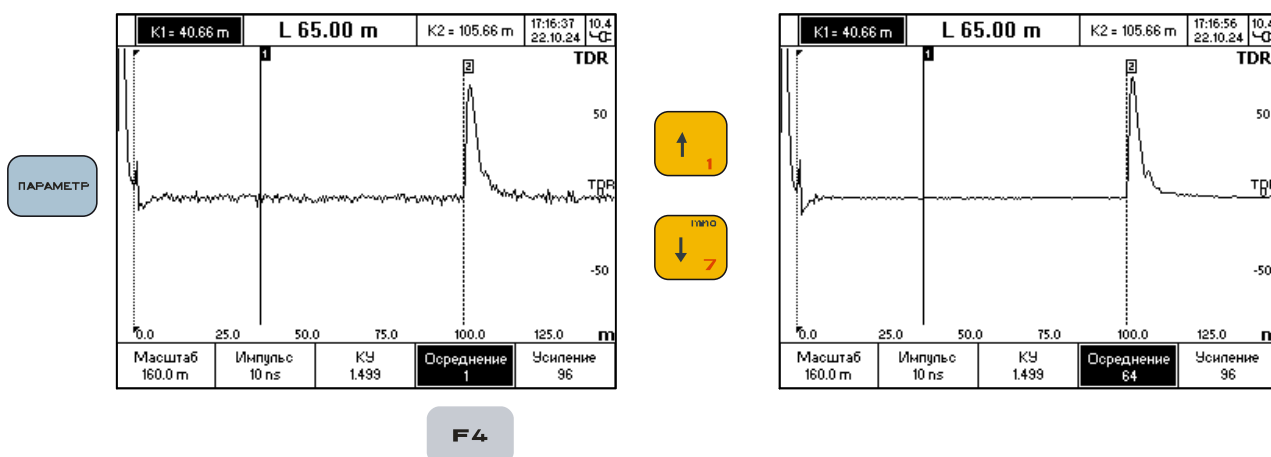 K1 = 40.66 m
L 65.00 m
K2 = 105.66 m
17:16:37
22.10.24
10.4
TDR
1
2
50
TDR
0
-50
0.0 25.0 50.0 75.0 100.0 125.0 m
Масштаб
160.0 m
Импульс
10 ns
КУ
1.499
Осреднение
1
Усиление
96
ПАРАМЕТР
F4
1
mno
7
K1 = 40.66 m
L 65.00 m
K2 = 105.66 m
17:16:56
22.10.24
10.4
TDR
1
2
50
0
-50
0.0 25.0 50.0 75.0 100.0 125.0
Масштаб
160.0 m
Импульс
10 ns
КУ
1.499
Осреднение
64
Усиление
96